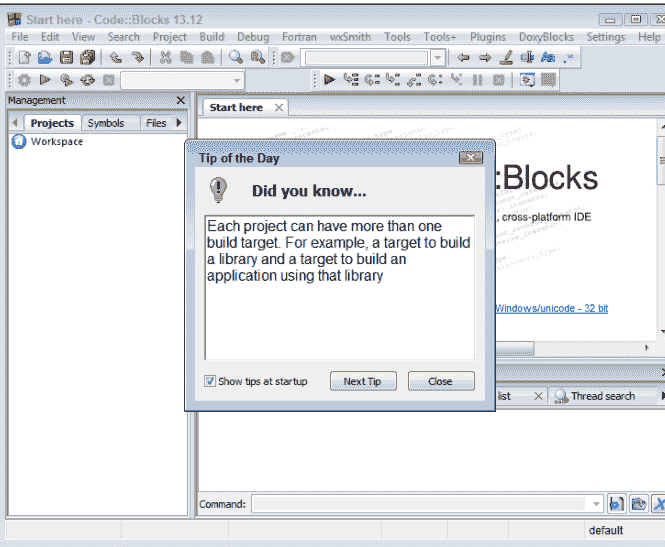 Start here - Code::Blocks 13.12
File Edit View Search Project Build Debug Fortran wxSmith Tools Tools+ Plugins DoxyBlocks Settings Help
Management
Start here
Projects Symbols Files
Workspace
Tip of the Day
::Blocks
Did you know...
, cross-platform IDE
Each project can have more than one
build target. For example, a target to build
a library and a target to build an
application using that library
Windows/unicode - 32 bit
Show tips at startup Next Tip Close
list Thread search
Command:
default